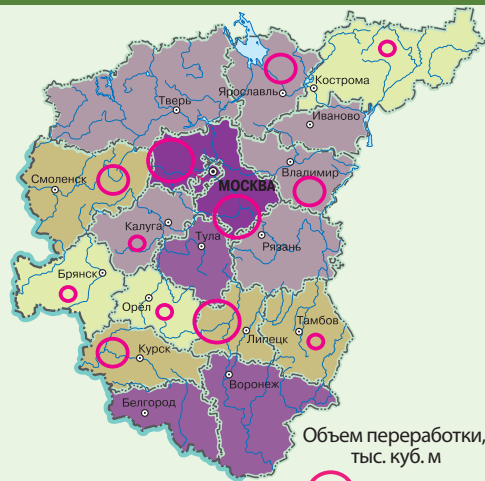 Кострома
Ярославль
Тверь
Иваново
Владимир
МОСКВА
Смоленск
Калуга
Тула
Рязань
Брянск
Орёл
Тамбов
Липецк
Курск
Воронеж
Белгород
Объем переработки,
тыс. куб. м